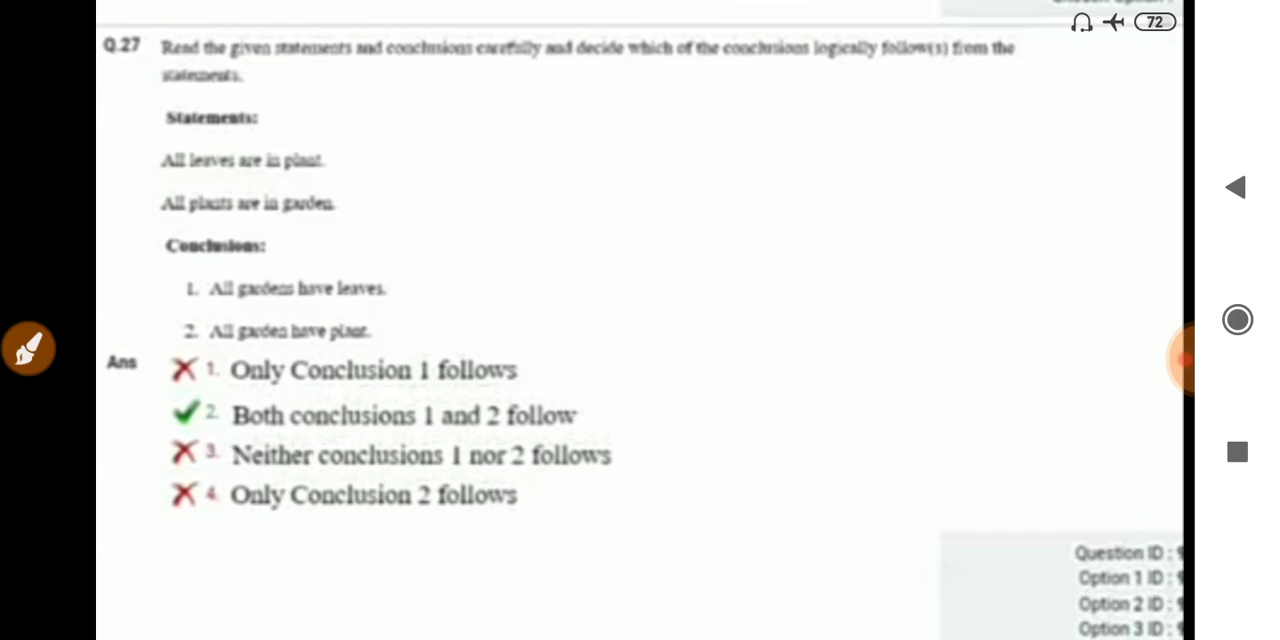 72
Q.27 Read the given statements and conclusions carefully and decide which of the conclusions logically follow(s) from the
statements.
Statements:
All leaves are in plant.
All plants are in garden.
Conclusions:
1. All gardens have leaves.
2. All garden have plant.
Ans
1. Only Conclusion 1 follows
2. Both conclusions 1 and 2 follow
3. Neither conclusions 1 nor 2 follows
4. Only Conclusion 2 follows
Question ID :
Option 1 ID :
Option 2 ID :
Option 3 ID :